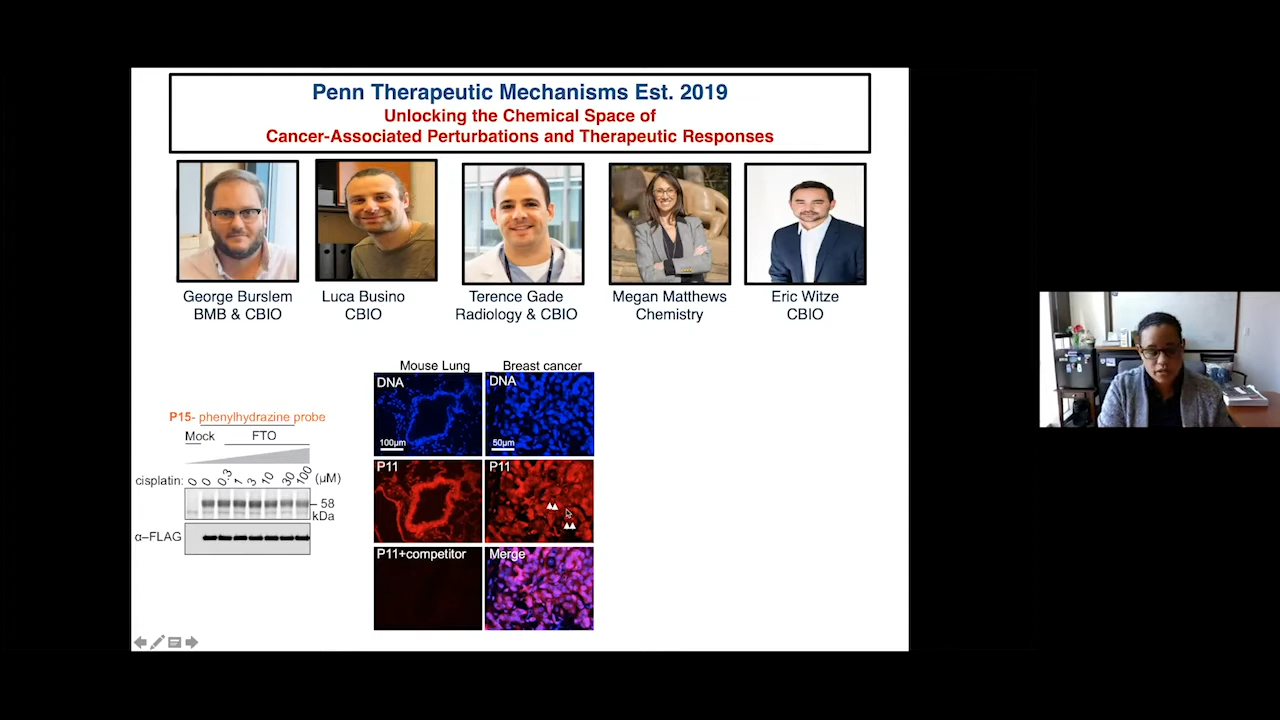 Penn Therapeutic Mechanisms Est. 2019
Unlocking the Chemical Space of
Cancer-Associated Perturbations and Therapeutic Responses
George Burslem
BMB & CBIO
Luca Busino
CBIO
Terence Gade
Radiology & CBIO
Megan Matthews
Chemistry
Eric Witze
CBIO
P15- phenylhydrazine probe
Mock
FTO
cisplatin: 0 0 0.3 1 3 10 30 100 (μM)
58
kDa
α–FLAG
Mouse Lung
Breast cancer
DNA
100μm
DNA
50μm
P11
P11
P11+competitor
Merge